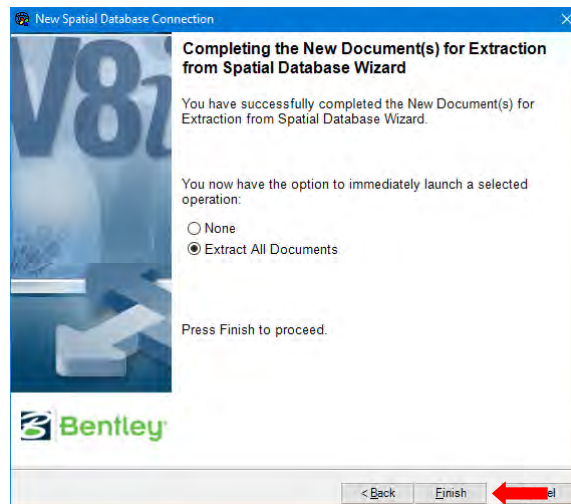 New Spatial Database Connection
V8i
Completing the New Document(s) for Extraction
from Spatial Database Wizard
You have successfully completed the New Document(s) for
Extraction from Spatial Database Wizard.
You now have the option to immediately launch a selected
operation:
None
Extract All Documents
Press Finish to proceed.
Bentley
< Back Finish